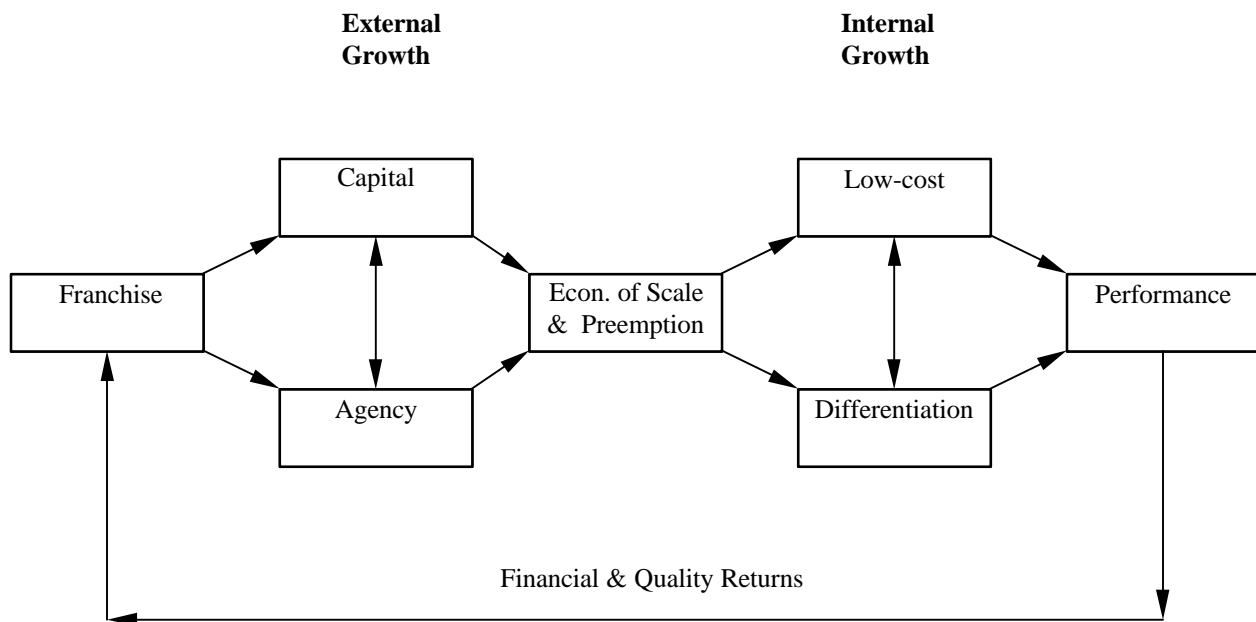 External
Growth
Internal
Growth
Capital
Low-cost
Franchise
Econ. of Scale
& Preemption
Performance
Agency
Differentiation
Financial & Quality Returns